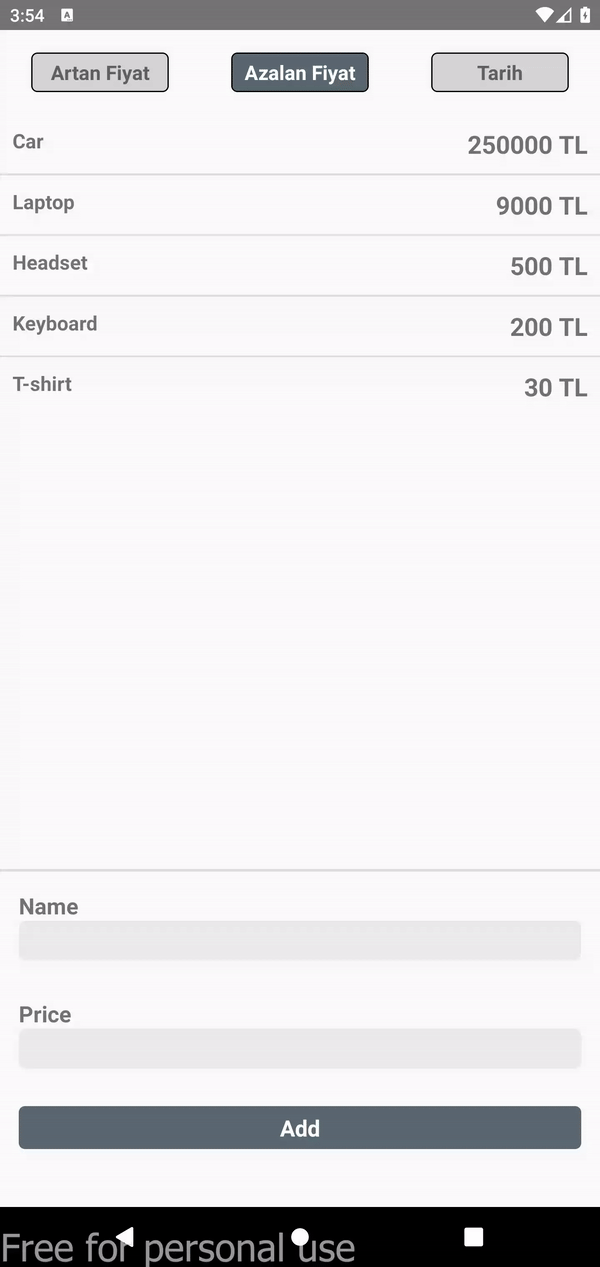 3:54 A
Artan Fiyat Azalan Fiyat Tarih
Car 250000 TL
Laptop 9000 TL
Headset 500 TL
Keyboard 200 TL
T-shirt 30 TL
Name
Price
Add
Free for personal use